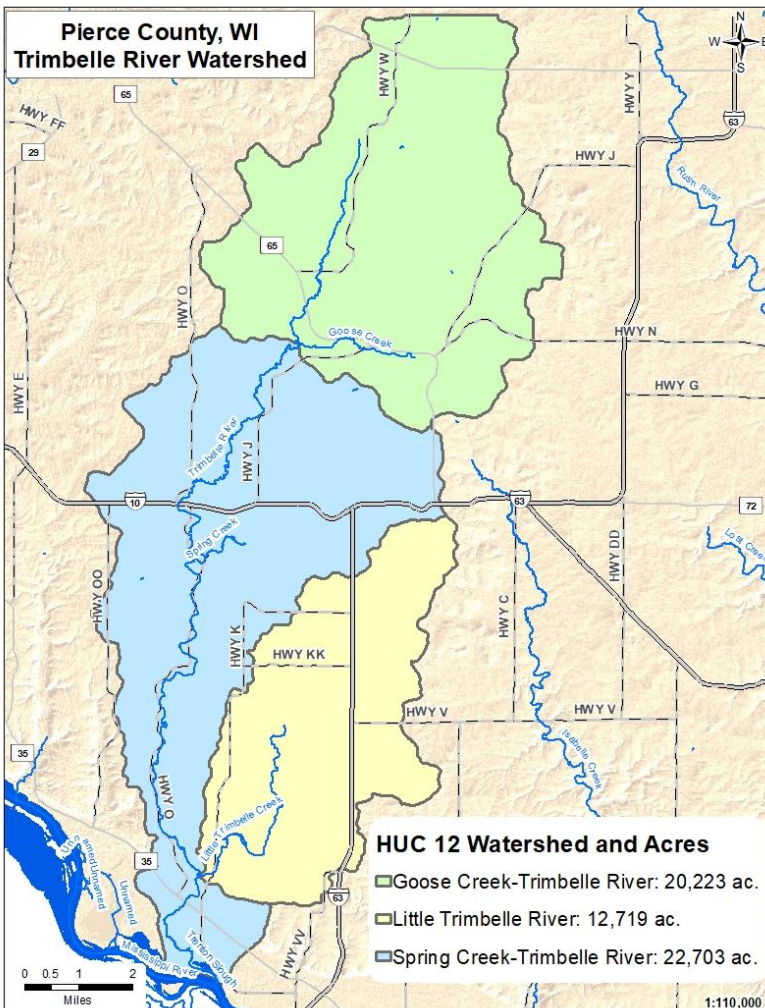 Pierce County, WI
Trimbelle River Watershed
N
W
E
S
HWY W
HWY Y
65
63
HWY FF
29
HWY J
Rush River
65
HWY O
Goose Creek
HWY N
HWY E
HWY G
Trimbelle River
HWY J
10
63
72
Spring Creek
Lost Creek
HWY OO
HWY K
HWY C
HWY DD
HWY KK
HWY V
HWY V
35
Isabelle Creek
HWY O
Little Trimbelle Creek
35
Unnamed
Unnamed
Unnamed
Mississippi River
Trenton Slough
63
HWY VV
HUC 12 Watershed and Acres
Goose Creek-Trimbelle River: 20,223 ac.
Little Trimbelle River: 12,719 ac.
Spring Creek-Trimbelle River: 22,703 ac.
0 0.5 1 2
Miles
1:110,000